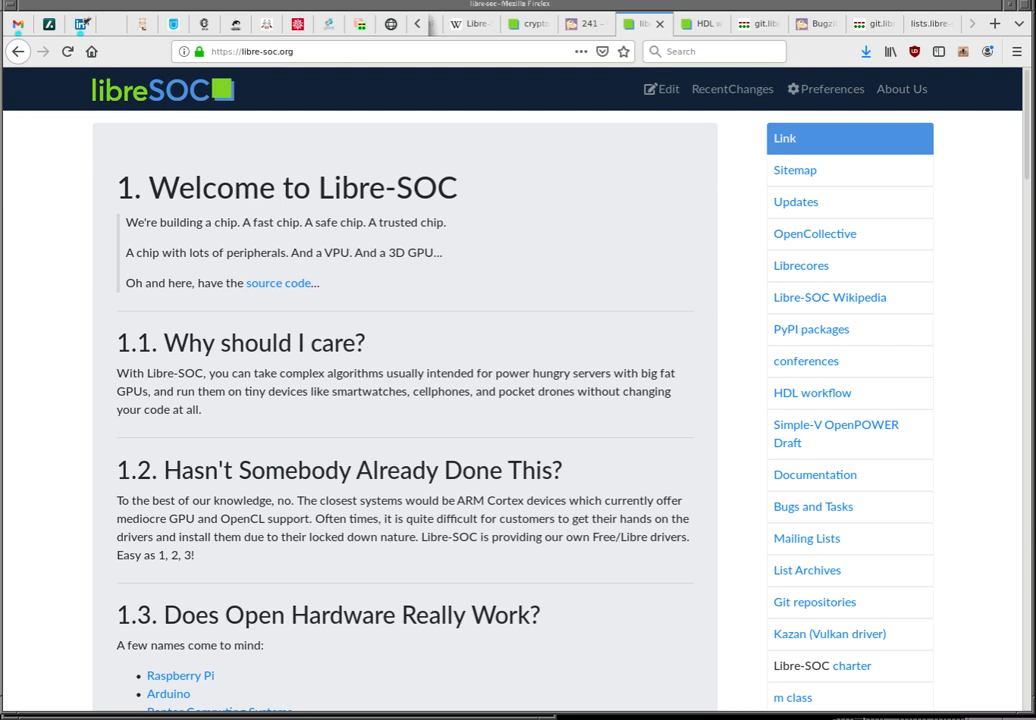 libre-soc-Mozilla Firefox
Wikipedia
Libre-
crypto
241 –
lib
HDL w
git.lib
Bugzi
git.lib
lists.libre-
https://libre-soc.org
Search
libreSOC
Edit RecentChanges Preferences About Us
1. Welcome to Libre-SOC
We're building a chip. A fast chip. A safe chip. A trusted chip.
A chip with lots of peripherals. And a VPU. And a 3D GPU...
Oh and here, have the source code...
1.1. Why should I care?
With Libre-SOC, you can take complex algorithms usually intended for power hungry servers with big fat
GPUs, and run them on tiny devices like smartwatches, cellphones, and pocket drones without changing
your code at all.
1.2. Hasn't Somebody Already Done This?
To the best of our knowledge, no. The closest systems would be ARM Cortex devices which currently offer
mediocre GPU and OpenCL support. Often times, it is quite difficult for customers to get their hands on the
drivers and install them due to their locked down nature. Libre-SOC is providing our own Free/Libre drivers.
Easy as 1, 2, 3!
1.3. Does Open Hardware Really Work?
A few names come to mind:
• Raspberry Pi
• Arduino
Link
Sitemap
Updates
OpenCollective
Librecores
Libre-SOC Wikipedia
PyPI packages
conferences
HDL workflow
Simple-V OpenPOWER
Draft
Documentation
Bugs and Tasks
Mailing Lists
List Archives
Git repositories
Kazan (Vulkan driver)
Libre-SOC charter
m class